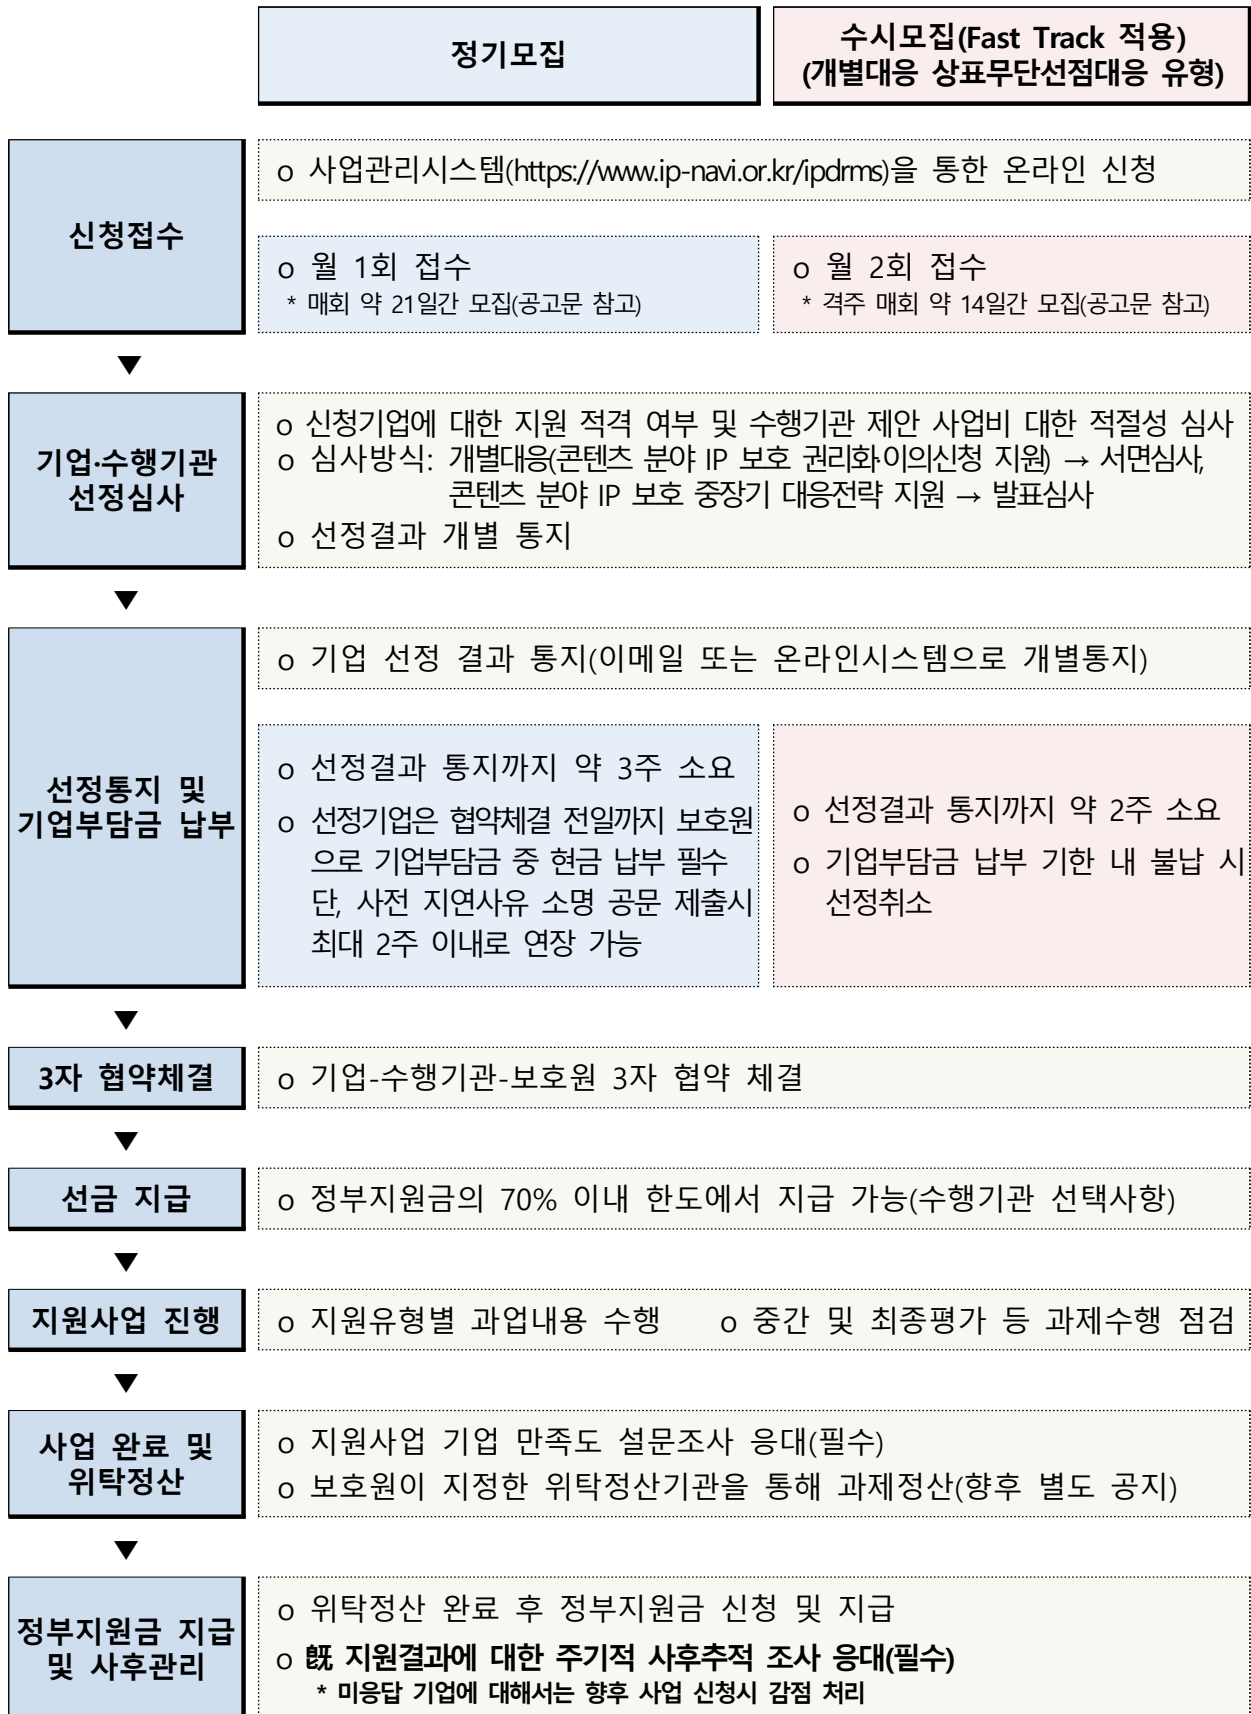 정기모집
수시모집(Fast Track 적용)
(개별대응 상표무단선점대응 유형)
신청접수
o 사업관리시스템(https://www.ip-navi.or.kr/ipdrms)을 통한 온라인 신청
o 월 1회 접수
* 매회 약 21일간 모집(공고문 참고)
o 월 2회 접수
* 격주 매회 약 14일간 모집(공고문 참고)
▼
기업·수행기관
선정심사
o 신청기업에 대한 지원 적격 여부 및 수행기관 제안 사업비 대한 적절성 심사
o 심사방식: 개별대응(콘텐츠 분야 IP 보호 권리화·이의신청 지원) → 서면심사,
콘텐츠 분야 IP 보호 중장기 대응전략 지원 → 발표심사
o 선정결과 개별 통지
▼
선정통지 및
기업부담금 납부
o 기업 선정 결과 통지(이메일 또는 온라인시스템으로 개별통지)
o 선정결과 통지까지 약 3주 소요
o 선정기업은 협약체결 전일까지 보호원
으로 기업부담금 중 현금 납부 필수
단, 사전 지연사유 소명 공문 제출시
최대 2주 이내로 연장 가능
o 선정결과 통지까지 약 2주 소요
o 기업부담금 납부 기한 내 불납 시
선정취소
▼
3자 협약체결
o 기업-수행기관-보호원 3자 협약 체결
▼
선금 지급
o 정부지원금의 70% 이내 한도에서 지급 가능(수행기관 선택사항)
▼
지원사업 진행
o 지원유형별 과업내용 수행 o 중간 및 최종평가 등 과제수행 점검
▼
사업 완료 및
위탁정산
o 지원사업 기업 만족도 설문조사 응대(필수)
o 보호원이 지정한 위탁정산기관을 통해 과제정산(향후 별도 공지)
▼
정부지원금 지급
및 사후관리
o 위탁정산 완료 후 정부지원금 신청 및 지급
o 旣 지원결과에 대한 주기적 사후추적 조사 응대(필수)
* 미응답 기업에 대해서는 향후 사업 신청시 감점 처리